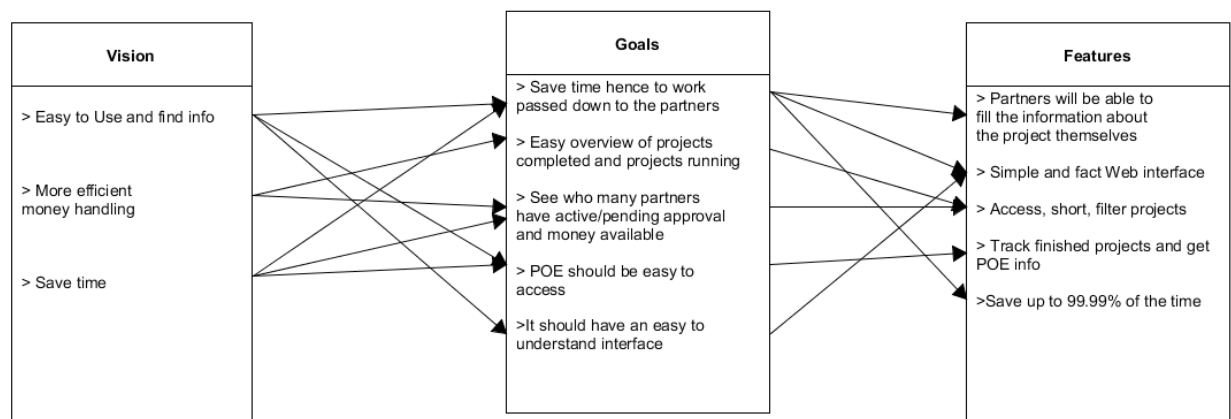 Vision
> Easy to Use and find info
> More efficient
money handling
> Save time
Goals
> Save time hence to work
passed down to the partners
> Easy overview of projects
completed and projects running
> See who many partners
have active/pending approval
and money available
> POE should be easy to
access
>It should have an easy to
understand interface
Features
> Partners will be able to
fill the information about
the project themselves
> Simple and fact Web interface
> Access, short, filter projects
> Track finished projects and get
POE info
>Save up to 99.99% of the time